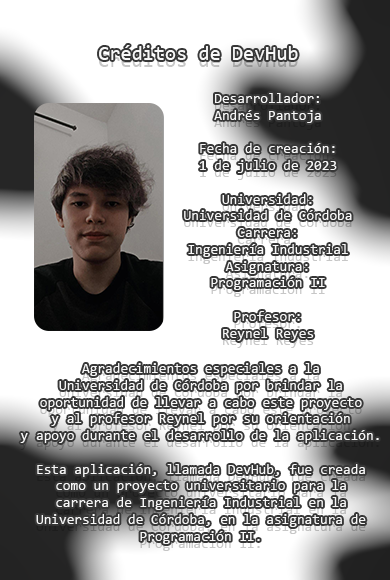 Créditos de DevHub
Desarrollador:
Andrés Pantoja
Fecha de creación:
1 de julio de 2023
Universidad:
Universidad de Córdoba
Carrera:
Ingeniería Industrial
Asignatura:
Programación II
Profesor:
Reynel Reyes
Agradecimientos especiales a la
Universidad de Córdoba por brindar la
oportunidad de llevar a cabo este proyecto
y al profesor Reynel por su orientación
y apoyo durante el desarrollo de la aplicación.
Esta aplicación, llamada DevHub, fue creada
como un proyecto universitario para la
carrera de Ingeniería Industrial en la
Universidad de Córdoba, en la asignatura de
Programación II.